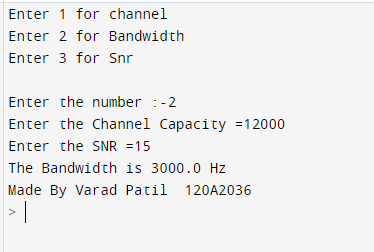 Enter 1 for channel
Enter 2 for Bandwidth
Enter 3 for Snr
Enter the number :-2
Enter the Channel Capacity =12000
Enter the SNR =15
The Bandwidth is 3000.0 Hz
Made By Varad Patil  120A2036
>